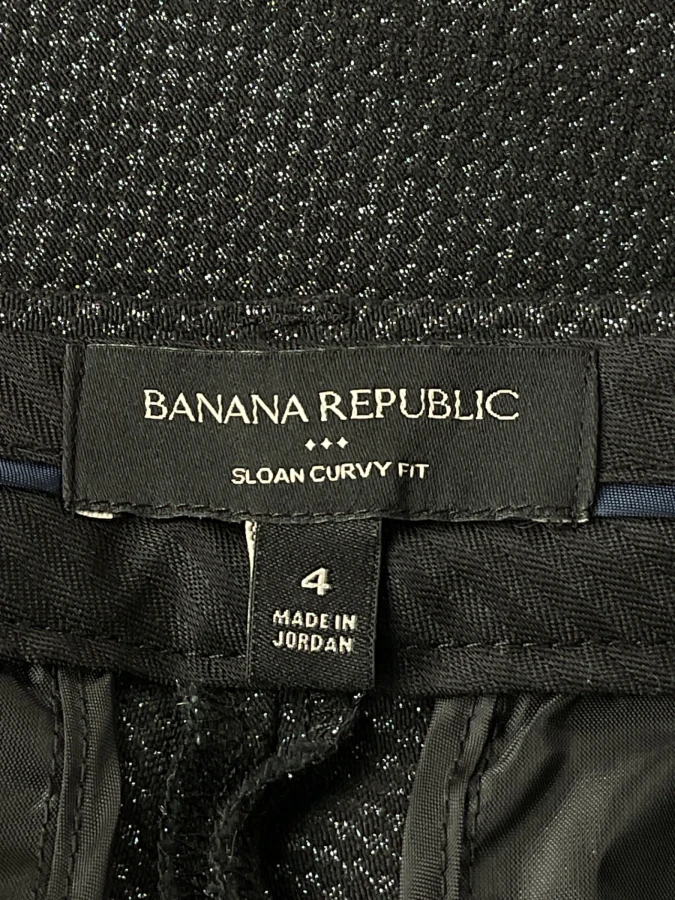 BANANA REPUBLIC
SLOAN CURVY FIT
4
MADE IN
JORDAN